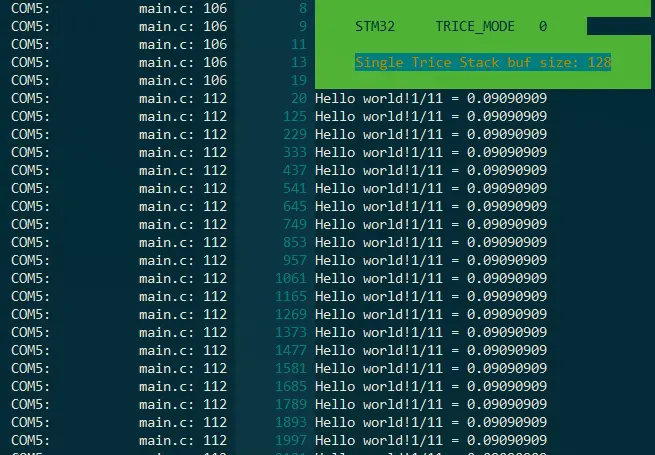 COM5: main.c: 106 8
COM5: main.c: 106 9 STM32 TRICE_MODE 0
COM5: main.c: 106 11
COM5: main.c: 106 13 Single Trice Stack buf size: 128
COM5: main.c: 106 19
COM5: main.c: 112 20 Hello world!1/11 = 0.09090909
COM5: main.c: 112 125 Hello world!1/11 = 0.09090909
COM5: main.c: 112 229 Hello world!1/11 = 0.09090909
COM5: main.c: 112 333 Hello world!1/11 = 0.09090909
COM5: main.c: 112 437 Hello world!1/11 = 0.09090909
COM5: main.c: 112 541 Hello world!1/11 = 0.09090909
COM5: main.c: 112 645 Hello world!1/11 = 0.09090909
COM5: main.c: 112 749 Hello world!1/11 = 0.09090909
COM5: main.c: 112 853 Hello world!1/11 = 0.09090909
COM5: main.c: 112 957 Hello world!1/11 = 0.09090909
COM5: main.c: 112 1061 Hello world!1/11 = 0.09090909
COM5: main.c: 112 1165 Hello world!1/11 = 0.09090909
COM5: main.c: 112 1269 Hello world!1/11 = 0.09090909
COM5: main.c: 112 1373 Hello world!1/11 = 0.09090909
COM5: main.c: 112 1477 Hello world!1/11 = 0.09090909
COM5: main.c: 112 1581 Hello world!1/11 = 0.09090909
COM5: main.c: 112 1685 Hello world!1/11 = 0.09090909
COM5: main.c: 112 1789 Hello world!1/11 = 0.09090909
COM5: main.c: 112 1893 Hello world!1/11 = 0.09090909
COM5: main.c: 112 1997 Hello world!1/11 = 0.09090909